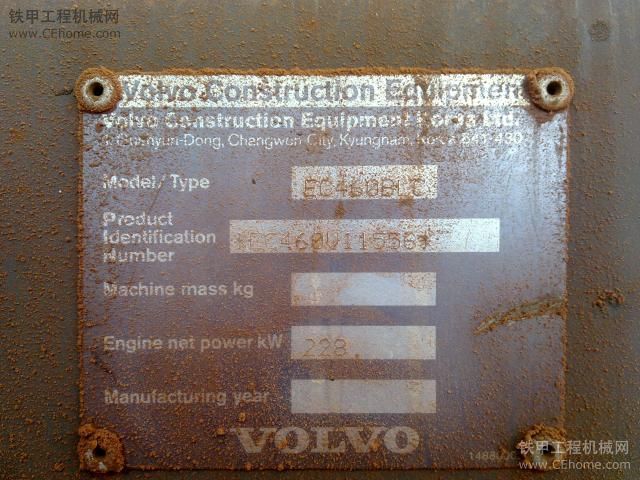 铁甲工程机械网
www.CEhome.com
Volvo Construction Equipment
Volvo Construction Equipment Korea Ltd.
Changwon-City, Kyungnam, Korea 641-430
Model/Type EC460BLC
Product
Identification
Number *EC460V11556*
Machine mass kg
Engine net power kW 228
Manufacturing year
VOLVO
铁甲工程机械网
www.CEhome.com